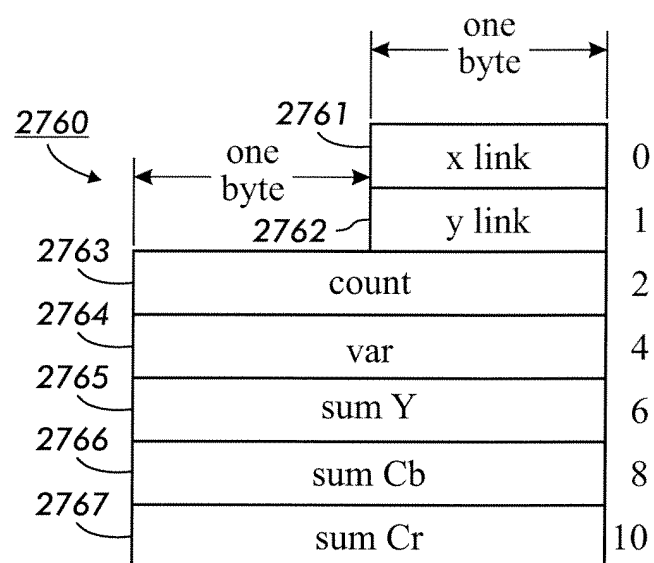 one
byte
2760
2761
one
byte
x link
0
2762
y link
1
2763
count
2
2764
var
4
2765
sum Y
6
2766
sum Cb
8
2767
sum Cr
10